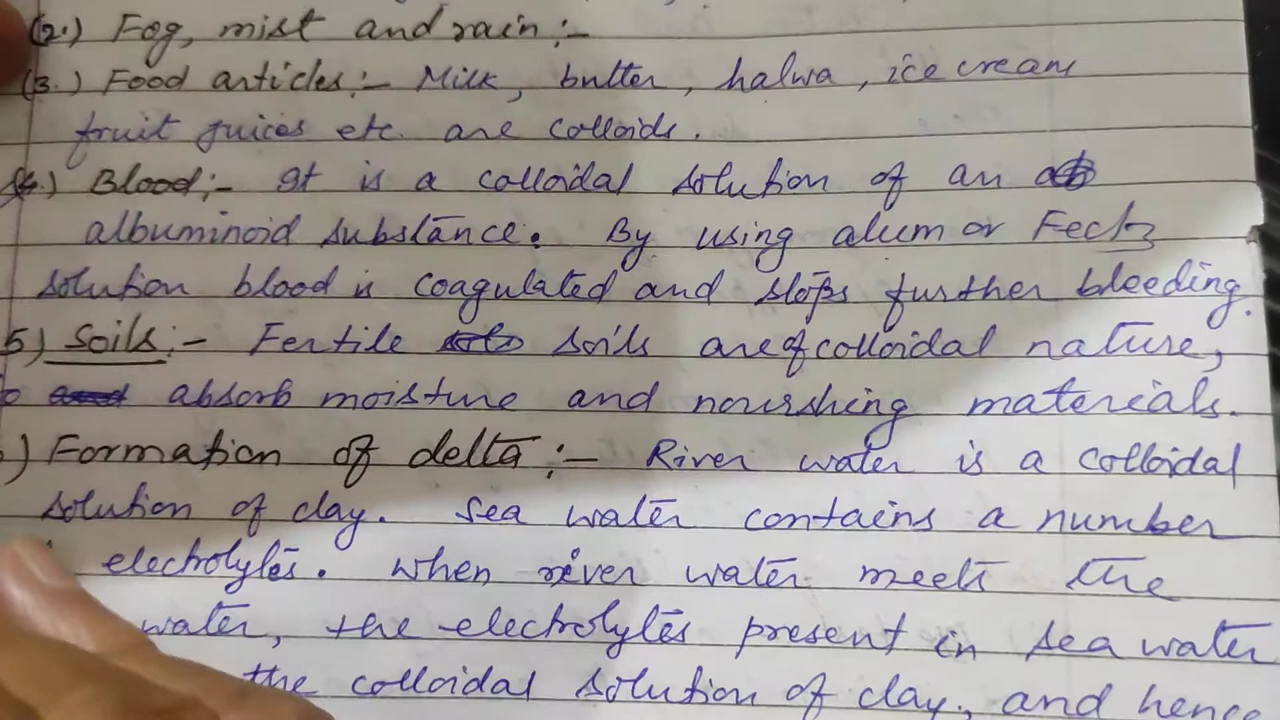 (2.) Fog, mist and rain :-
(3.) Food articles :- Milk, butter, halwa, ice cream
fruit juices etc. are colloids.
(4.) Blood :- It is a colloidal solution of an
albuminoid substance. By using alum or FeCl3
solution blood is coagulated and stops further bleeding.
5) Soils :- Fertile soils are of colloidal nature,
absorb moisture and nourshing materials.
) Formation of delta :- River water is a colloidal
solution of clay. Sea water contains a number
electrolytes. When river water meets the
water, the electrolytes present in sea water
the colloidal solution of clay, and hence